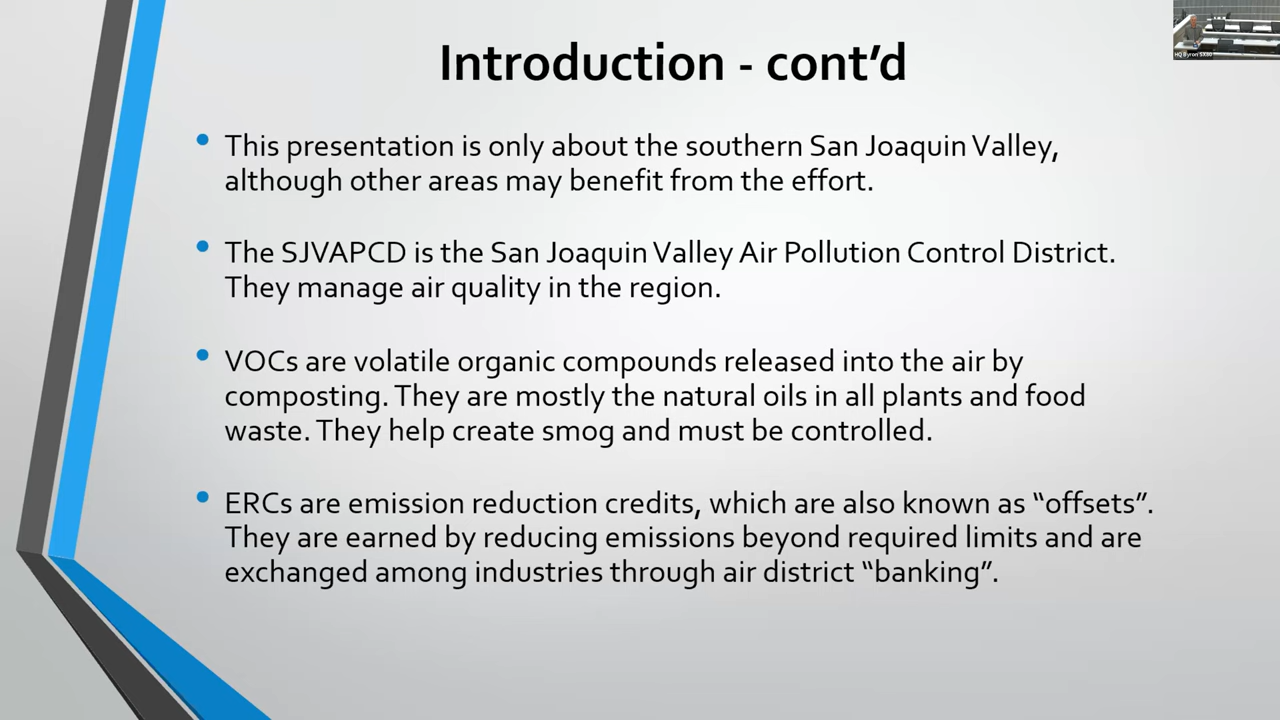 Introduction - cont’d
• This presentation is only about the southern San Joaquin Valley,
although other areas may benefit from the effort.
• The SJVAPCD is the San Joaquin Valley Air Pollution Control District.
They manage air quality in the region.
• VOCs are volatile organic compounds released into the air by
composting. They are mostly the natural oils in all plants and food
waste. They help create smog and must be controlled.
• ERCs are emission reduction credits, which are also known as “offsets”.
They are earned by reducing emissions beyond required limits and are
exchanged among industries through air district “banking”.
HQ Byron